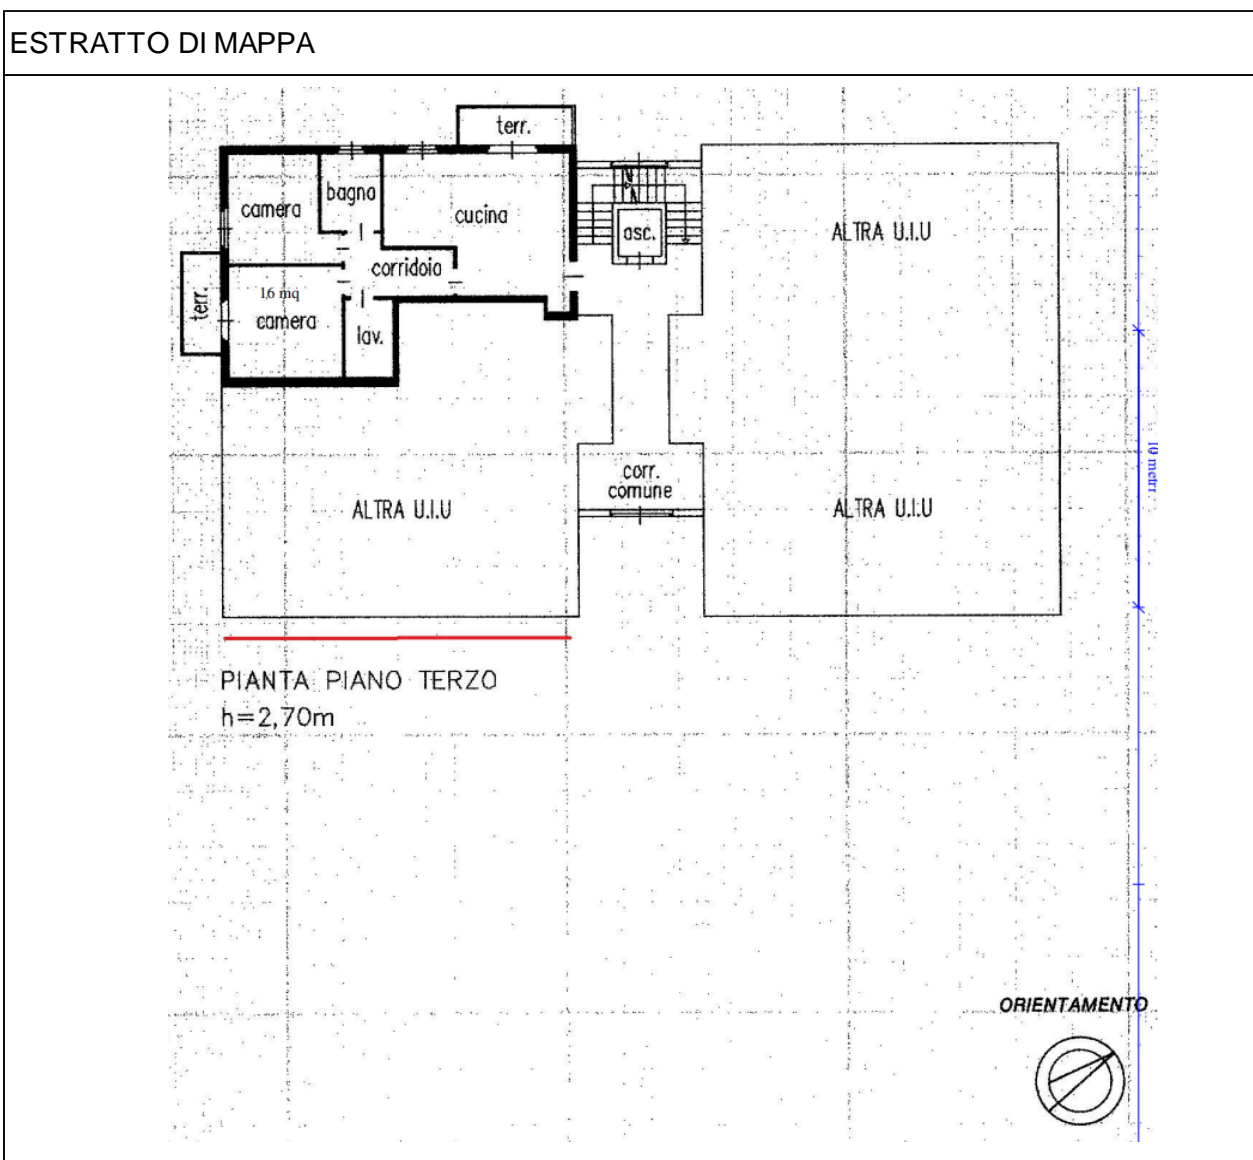 ESTRATTO DI MAPPA
terr.
camera
bagno
cucina
asc.
ALTRA U.I.U
corridoio
terr.
16 mq
camera
lav.
10 metri
corr.
comune
ALTRA U.I.U
ALTRA U.I.U
PIANTA PIANO TERZO
h=2,70m
ORIENTAMENTO